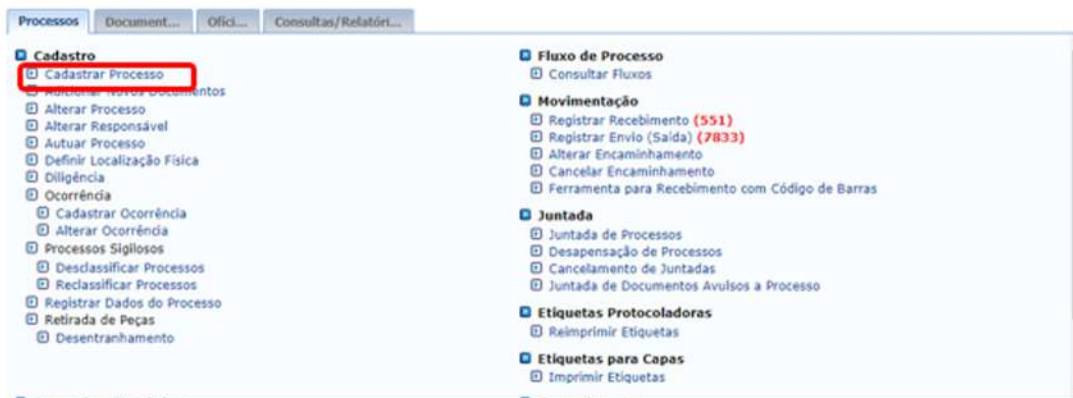 Processos Document... Ofíci... Consultas/Relatóri...
Cadastro
Cadastrar Processo
Adicionar Novos Documentos
Alterar Processo
Alterar Responsável
Autuar Processo
Definir Localização Física
Diligência
Ocorrência
Cadastrar Ocorrência
Alterar Ocorrência
Processos Sigilosos
Desclassificar Processos
Reclassificar Processos
Registrar Dados do Processo
Retirada de Peças
Desentranhamento
Fluxo de Processo
Consultar Fluxos
Movimentação
Registrar Recebimento (551)
Registrar Envio (Saída) (7833)
Alterar Encaminhamento
Cancelar Encaminhamento
Ferramenta para Recebimento com Código de Barras
Juntada
Juntada de Processos
Desapensação de Processos
Cancelamento de Juntadas
Juntada de Documentos Avulsos a Processo
Etiquetas Protocoladoras
Reimprimir Etiquetas
Etiquetas para Capas
Imprimir Etiquetas